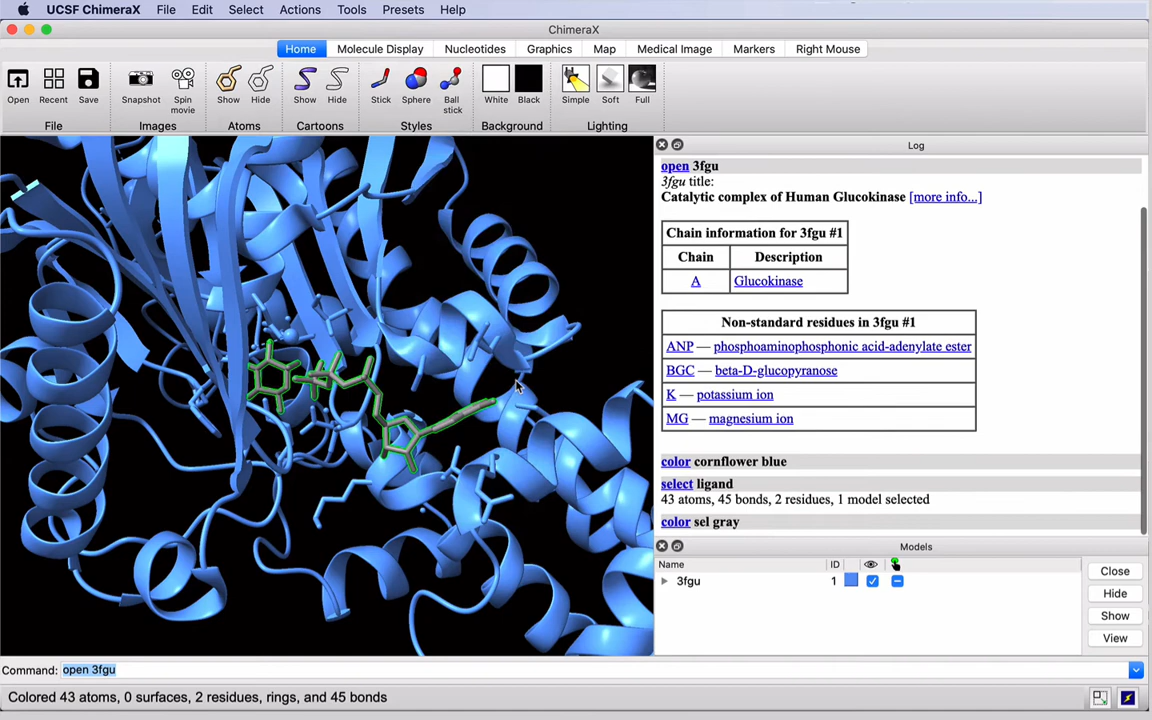 UCSF ChimeraX File Edit Select Actions Tools Presets Help
ChimeraX
Home Molecule Display Nucleotides Graphics Map Medical Image Markers Right Mouse
Open Recent Save Snapshot Spin movie Show Hide Show Hide Stick Sphere Ball stick White Black Simple Soft Full
File Images Atoms Cartoons Styles Background Lighting
Log
open 3fgu
3fgu title:
Catalytic complex of Human Glucokinase [more info...]
Chain information for 3fgu #1
Chain Description
A Glucokinase
Non-standard residues in 3fgu #1
ANP — phosphoaminophosphonic acid-adenylate ester
BGC — beta-D-glucopyranose
K — potassium ion
MG — magnesium ion
color cornflower blue
select ligand
43 atoms, 45 bonds, 2 residues, 1 model selected
color sel gray
Models
Name ID
3fgu 1
Close
Hide
Show
View
Command: open 3fgu
Colored 43 atoms, 0 surfaces, 2 residues, rings, and 45 bonds